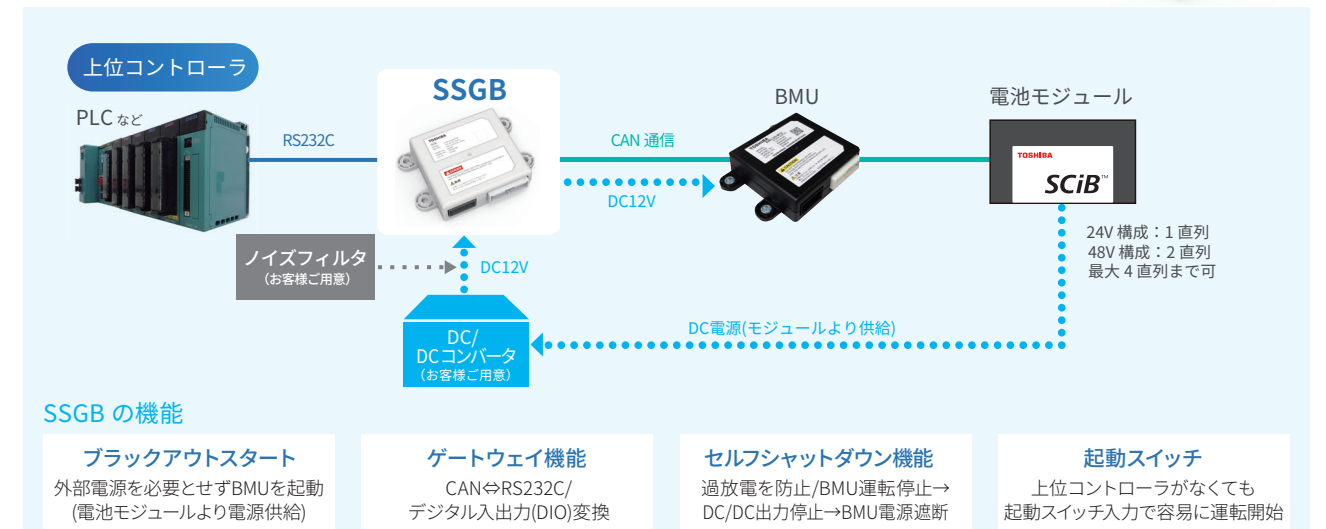 上位コントローラ
PLC など
RS232C
SSGB
TOSHIBA
CAN 通信
DC12V
BMU
電池モジュール
TOSHIBA
SCiB™
24V 構成：1 直列
48V 構成：2 直列
最大 4 直列まで可
ノイズフィルタ
（お客様ご用意）
DC12V
DC/
DCコンバータ
（お客様ご用意）
DC電源(モジュールより供給)
SSGB の機能
ブラックアウトスタート
外部電源を必要とせずBMUを起動
(電池モジュールより電源供給)
ゲートウェイ機能
CAN⇔RS232C/
デジタル入出力(DIO)変換
セルフシャットダウン機能
過放電を防止/BMU運転停止→
DC/DC出力停止→BMU電源遮断
起動スイッチ
上位コントローラがなくても
起動スイッチ入力で容易に運転開始